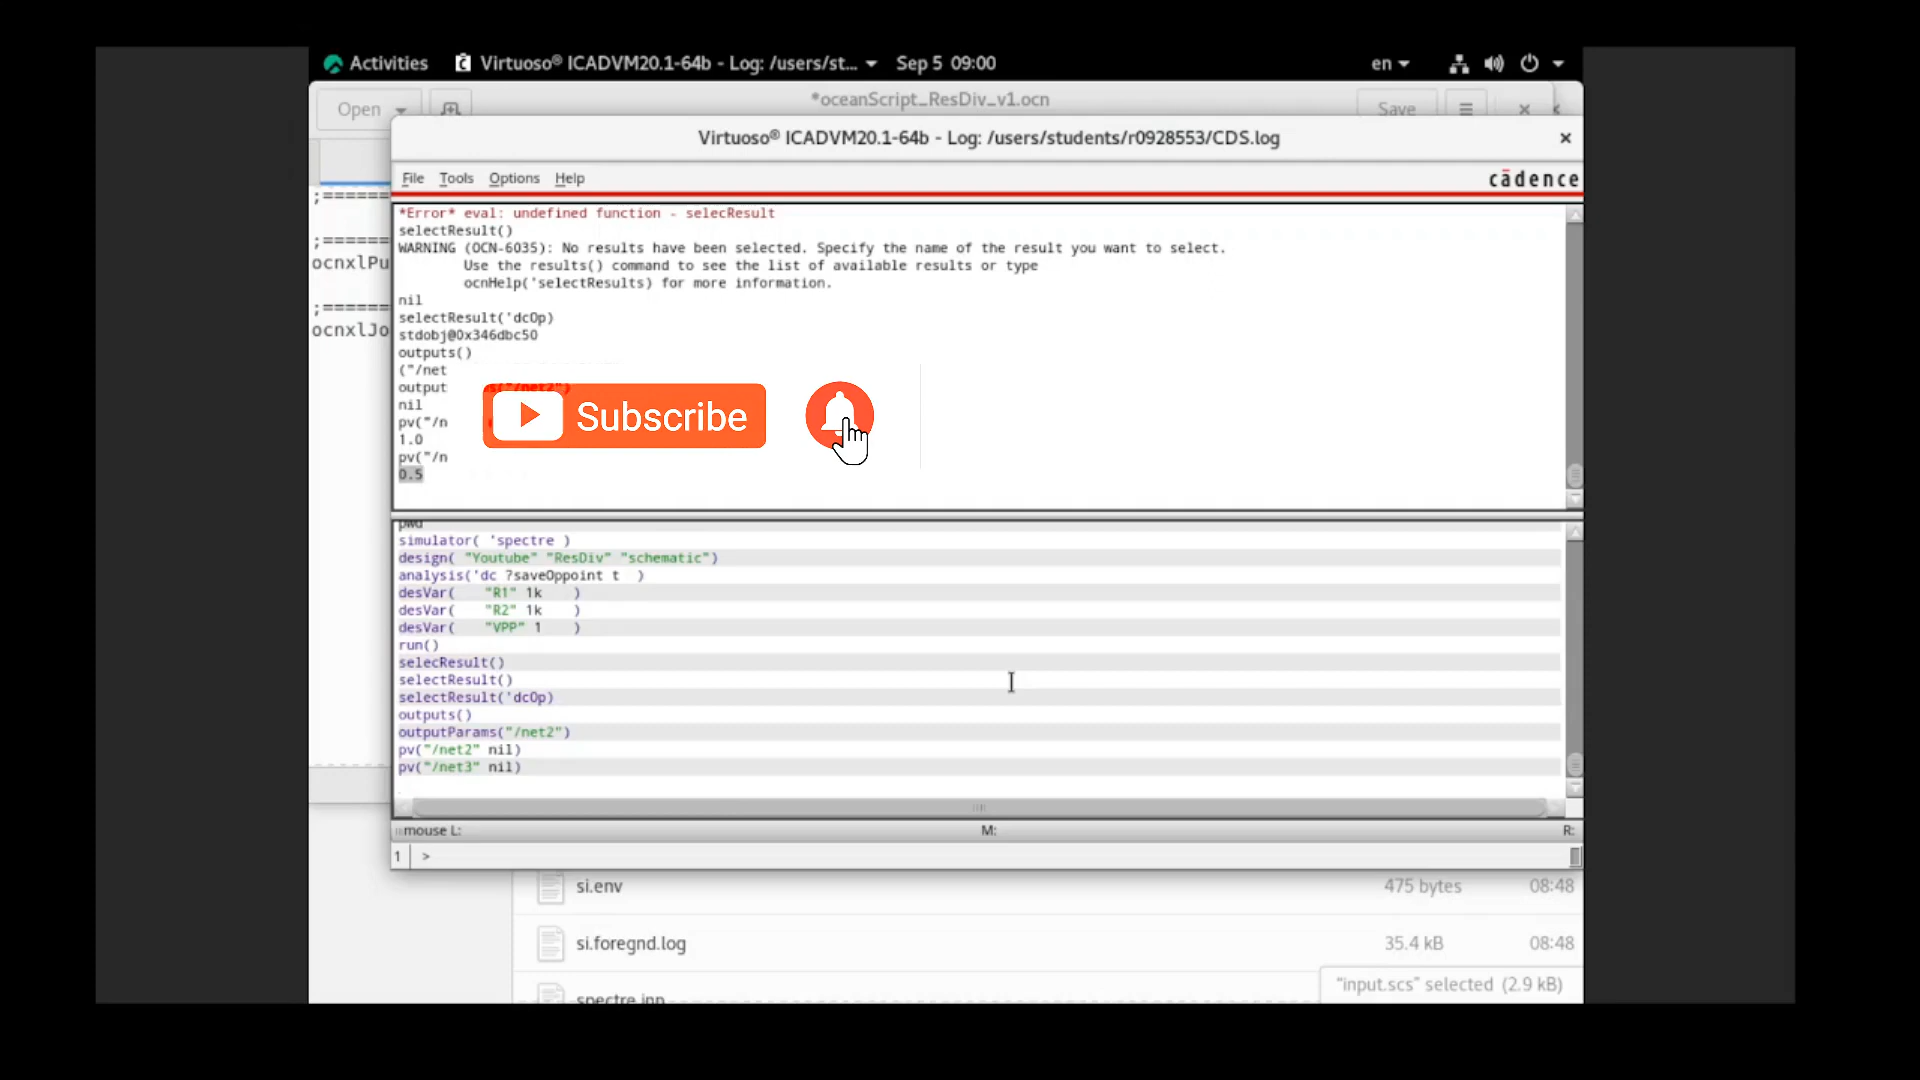 Activities Virtuoso® ICADVM20.1-64b - Log: /users/st... Sep 5 09:00 en
Open *oceanScript_ResDiv_v1.ocn Save
Virtuoso® ICADVM20.1-64b - Log: /users/students/r0928553/CDS.log
File Tools Options Help cādence
;=======
;=======
ocnxlPu
;=======
ocnxlJo
*Error* eval: undefined function - selecResult
selectResult()
WARNING (OCN-6035): No results have been selected. Specify the name of the result you want to select.
Use the results() command to see the list of available results or type
ocnHelp('selectResults) for more information.
nil
selectResult('dcOp)
stdobj@0x346dbc50
outputs()
("/net
output s("/net2")
nil
pv("/n
1.0
pv("/n
0.5
Subscribe
pwd
simulator( 'spectre )
design( "Youtube" "ResDiv" "schematic")
analysis('dc ?saveOppoint t )
desVar( "R1" 1k )
desVar( "R2" 1k )
desVar( "VPP" 1 )
run()
selecResult()
selectResult()
selectResult('dcOp)
outputs()
outputParams("/net2")
pv("/net2" nil)
pv("/net3" nil)
mouse L: M: R:
1 >
si.env 475 bytes 08:48
si.foregnd.log 35.4 kB 08:48
spectre.inp
"input.scs" selected (2.9 kB)